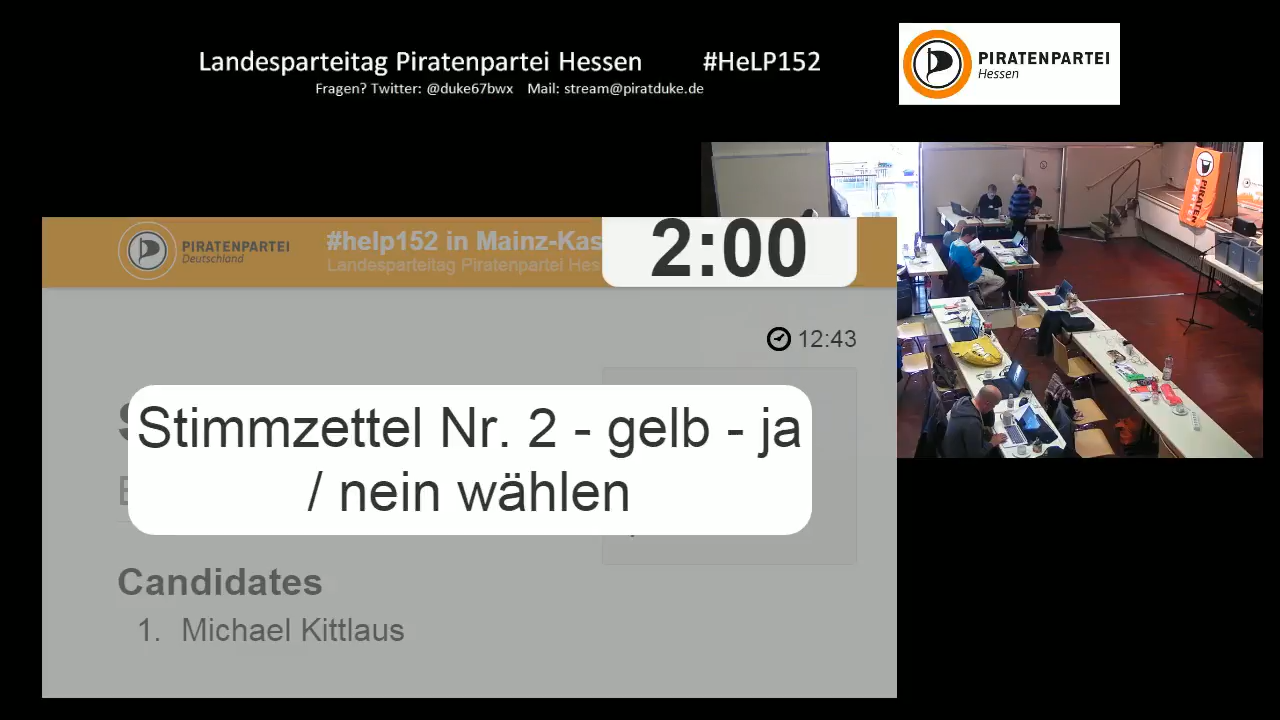 Landesparteitag Piratenpartei Hessen #HeLP152
Fragen? Twitter: @duke67bwx Mail: stream@piratduke.de
PIRATENPARTEI
Hessen
PIRATEN
PIRATENPARTEI
Deutschland
#help152 in Mainz-Kas
Landesparteitag Piratenpartei Hes
2:00
12:43
Stimmzettel Nr. 2 - gelb - ja
/ nein wählen
Candidates
1. Michael Kittlaus